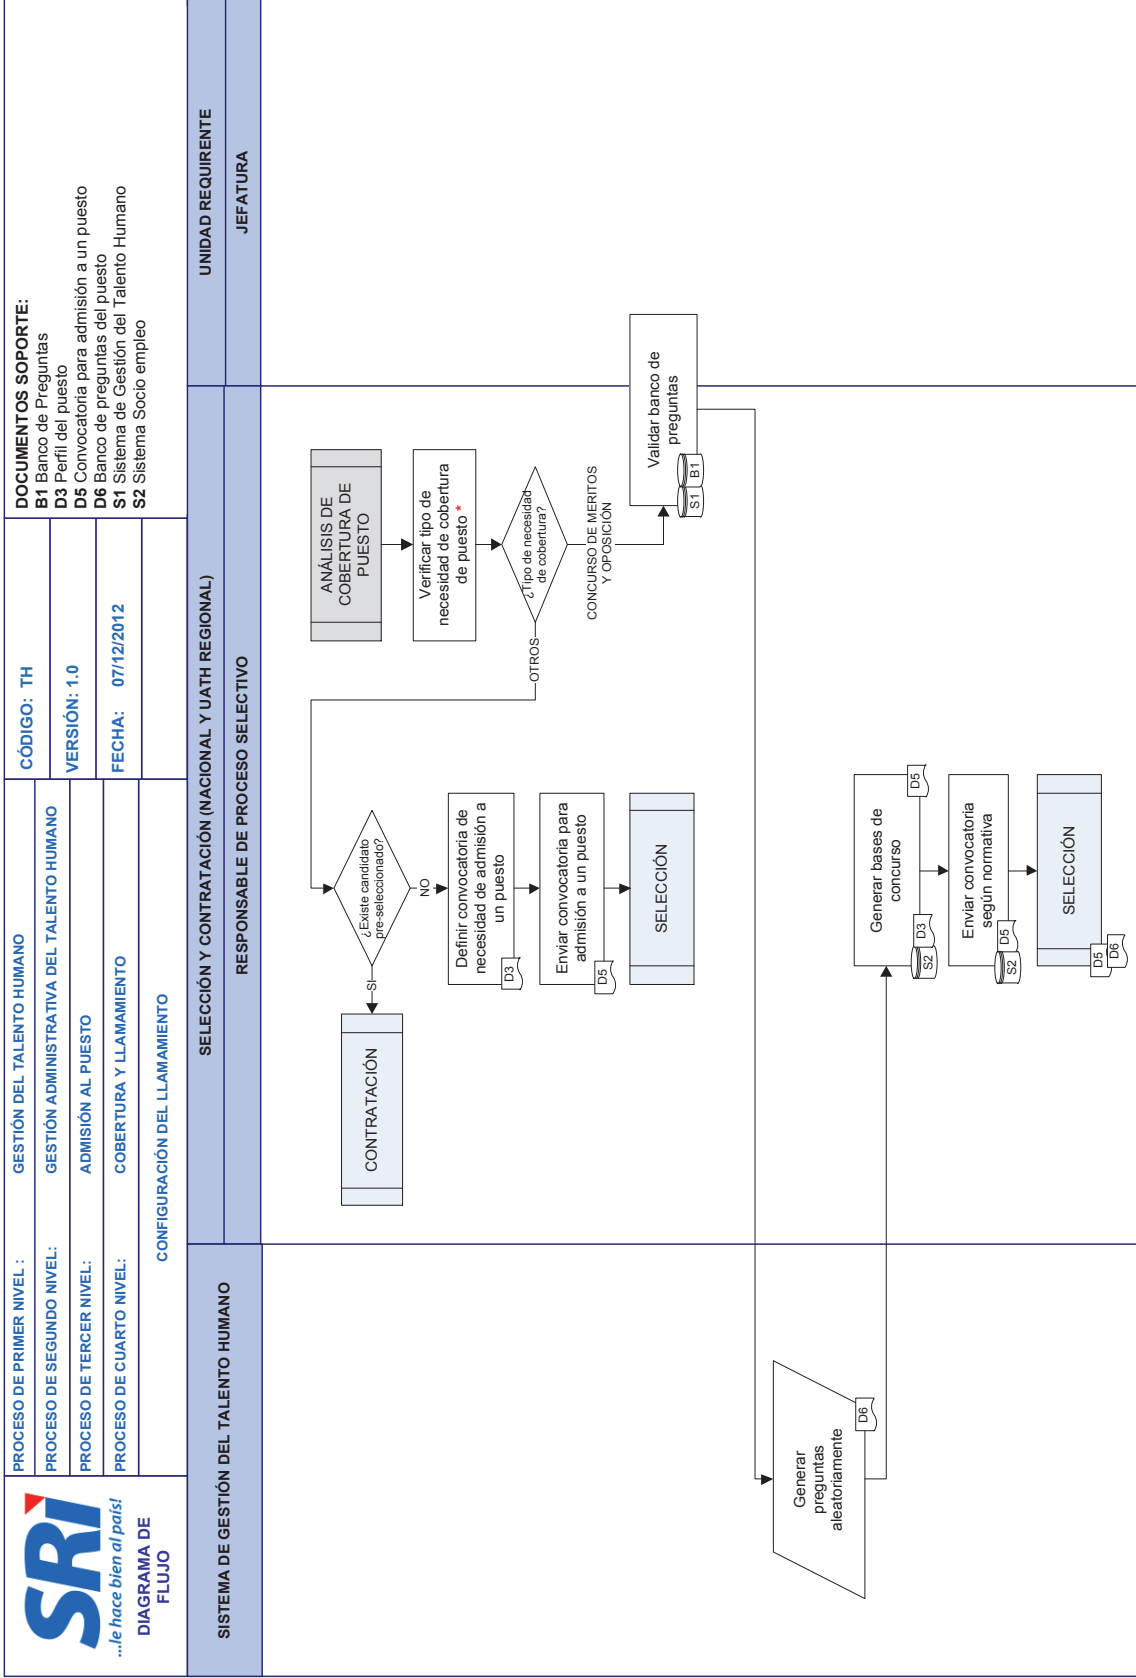 SRi
...le hace bien al país!
DIAGRAMA DE
FLUJO
PROCESO DE PRIMER NIVEL :
GESTIÓN DEL TALENTO HUMANO
PROCESO DE SEGUNDO NIVEL:
GESTIÓN ADMINISTRATIVA DEL TALENTO HUMANO
PROCESO DE TERCER NIVEL:
ADMISIÓN AL PUESTO
PROCESO DE CUARTO NIVEL:
COBERTURA Y LLAMAMIENTO
CONFIGURACIÓN DEL LLAMAMIENTO
CÓDIGO: TH
VERSIÓN: 1.0
FECHA: 07/12/2012
DOCUMENTOS SOPORTE:
B1 Banco de Preguntas
D3 Perfil del puesto
D5 Convocatoria para admisión a un puesto
D6 Banco de preguntas del puesto
S1 Sistema de Gestión del Talento Humano
S2 Sistema Socio empleo
SISTEMA DE GESTIÓN DEL TALENTO HUMANO
SELECCIÓN Y CONTRATACIÓN (NACIONAL Y UATH REGIONAL)
RESPONSABLE DE PROCESO SELECTIVO
UNIDAD REQUIRENTE
JEFATURA
ANÁLISIS DE
COBERTURA DE
PUESTO
Verificar tipo de
necesidad de cobertura
de puesto *
¿Tipo de necesidad
de cobertura?
OTROS
CONCURSO DE MERITOS
Y OPOSICIÓN
¿Existe candidato
pre-seleccionado?
SI
CONTRATACIÓN
NO
Definir convocatoria de
necesidad de admisión a
un puesto
D3
Enviar convocatoria para
admisión a un puesto
D5
SELECCIÓN
Validar banco de
preguntas
S1
B1
Generar
preguntas
aleatoriamente
D6
Generar bases de
concurso
S2
D3
D5
Enviar convocatoria
según normativa
S2
D5
SELECCIÓN
D5
D6